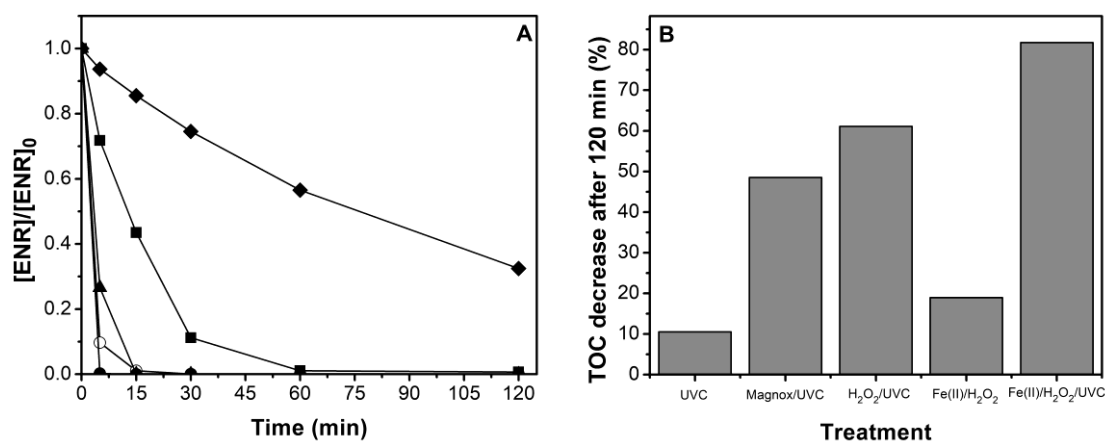 A
[ENR]/[ENR]₀
1.0
0.8
0.6
0.4
0.2
0.0
0 15 30 45 60 75 90 105 120
Time (min)
B
TOC decrease after 120 min (%)
80
70
60
50
40
30
20
10
0
UVC Magnox/UVC H₂O₂/UVC Fe(II)/H₂O₂ Fe(II)/H₂O₂/UVC
Treatment